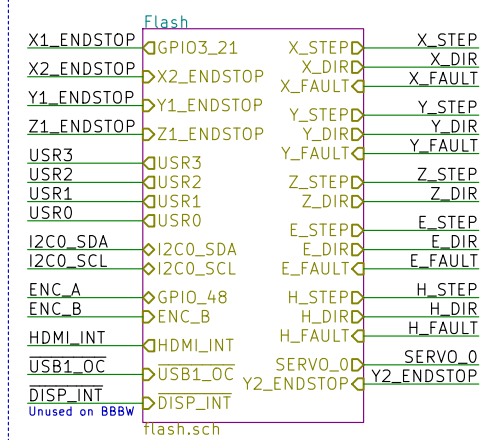 Flash
X1_ENDSTOP GPIO3_21 X_STEP X_STEP
X_DIR X_DIR
X2_ENDSTOP X2_ENDSTOP X_FAULT X_FAULT
Y1_ENDSTOP Y1_ENDSTOP Y_STEP Y_STEP
Z1_ENDSTOP Z1_ENDSTOP Y_DIR Y_DIR
Y_FAULT Y_FAULT
USR3 USR3
USR2 USR2 Z_STEP Z_STEP
USR1 USR1 Z_DIR Z_DIR
USR0 USR0 E_STEP E_STEP
I2C0_SDA I2C0_SDA E_DIR E_DIR
I2C0_SCL I2C0_SCL E_FAULT E_FAULT
ENC_A GPIO_48 H_STEP H_STEP
ENC_B ENC_B H_DIR H_DIR
H_FAULT H_FAULT
HDMI_INT HDMI_INT
USB1_OC USB1_OC SERVO_0 SERVO_0
Y2_ENDSTOP Y2_ENDSTOP
DISP_INT DISP_INT
Unused on BBBW
flash.sch